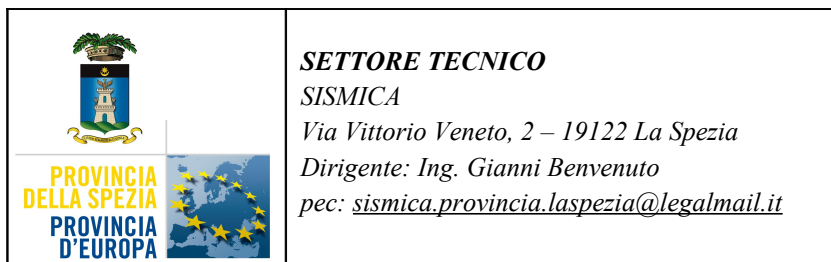 PROVINCIA
DELLA SPEZIA
PROVINCIA
D'EUROPA
SETTORE TECNICO
SISMICA
Via Vittorio Veneto, 2 – 19122 La Spezia
Dirigente: Ing. Gianni Benvenuto
pec: sismica.provincia.laspezia@legalmail.it